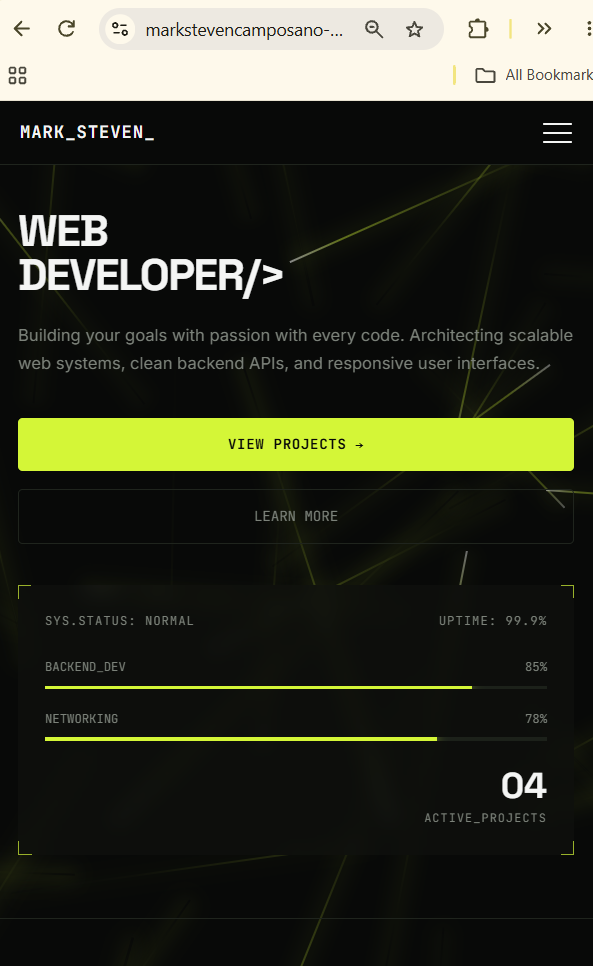 markstevencamposano-...
All Bookmark
MARK_STEVEN_
WEB
DEVELOPER/>
Building your goals with passion with every code. Architecting scalable
web systems, clean backend APIs, and responsive user interfaces.
VIEW PROJECTS →
LEARN MORE
SYS.STATUS: NORMAL UPTIME: 99.9%
BACKEND_DEV 85%
NETWORKING 78%
04
ACTIVE_PROJECTS